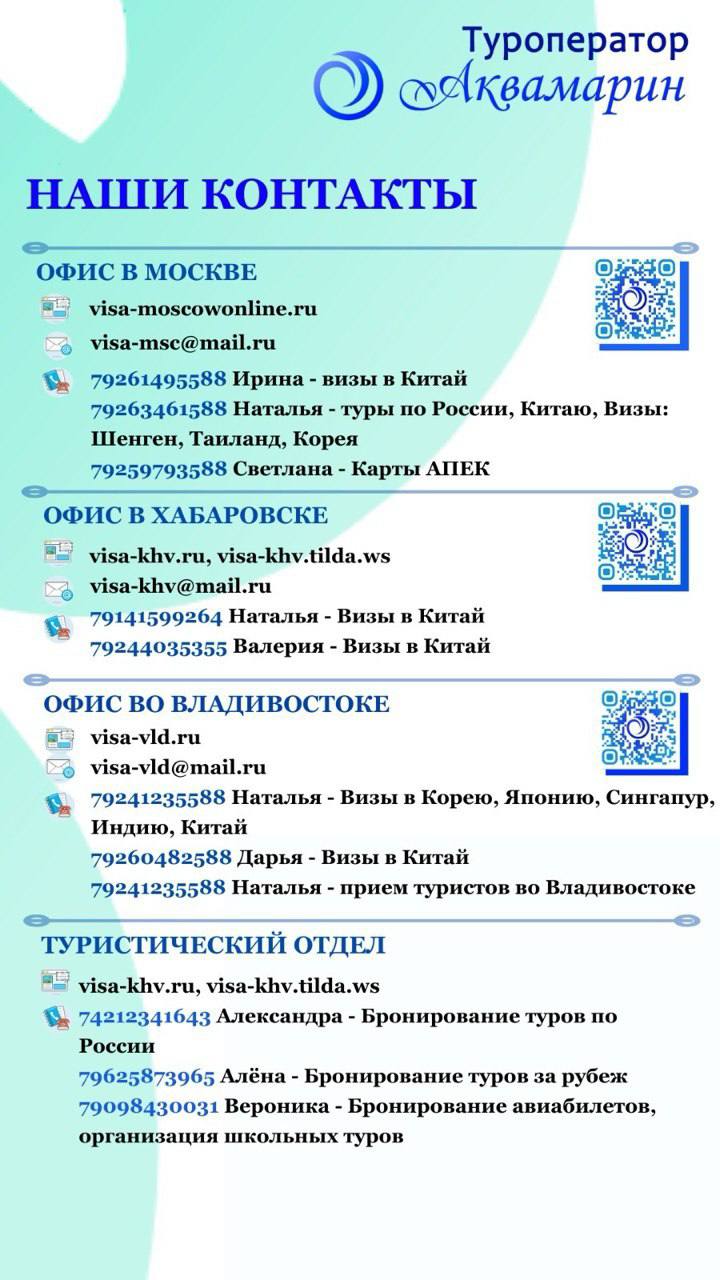 Туроператор
Аквамарин
НАШИ КОНТАКТЫ
ОФИС В МОСКВЕ
visa-moscowonline.ru
visa-msc@mail.ru
79261495588 Ирина - визы в Китай
79263461588 Наталья - туры по России, Китаю, Визы:
Шенген, Таиланд, Корея
79259793588 Светлана - Карты АПЕК
ОФИС В ХАБАРОВСКЕ
visa-khv.ru, visa-khv.tilda.ws
visa-khv@mail.ru
79141599264 Наталья - Визы в Китай
79244035355 Валерия - Визы в Китай
ОФИС ВО ВЛАДИВОСТОКЕ
visa-vld.ru
visa-vld@mail.ru
79241235588 Наталья - Визы в Корею, Японию, Сингапур,
Индию, Китай
79260482588 Дарья - Визы в Китай
79241235588 Наталья - прием туристов во Владивостоке
ТУРИСТИЧЕСКИЙ ОТДЕЛ
visa-khv.ru, visa-khv.tilda.ws
74212341643 Александра - Бронирование туров по
России
79625873965 Алёна - Бронирование туров за рубеж
79098430031 Вероника - Бронирование авиабилетов,
организация школьных туров